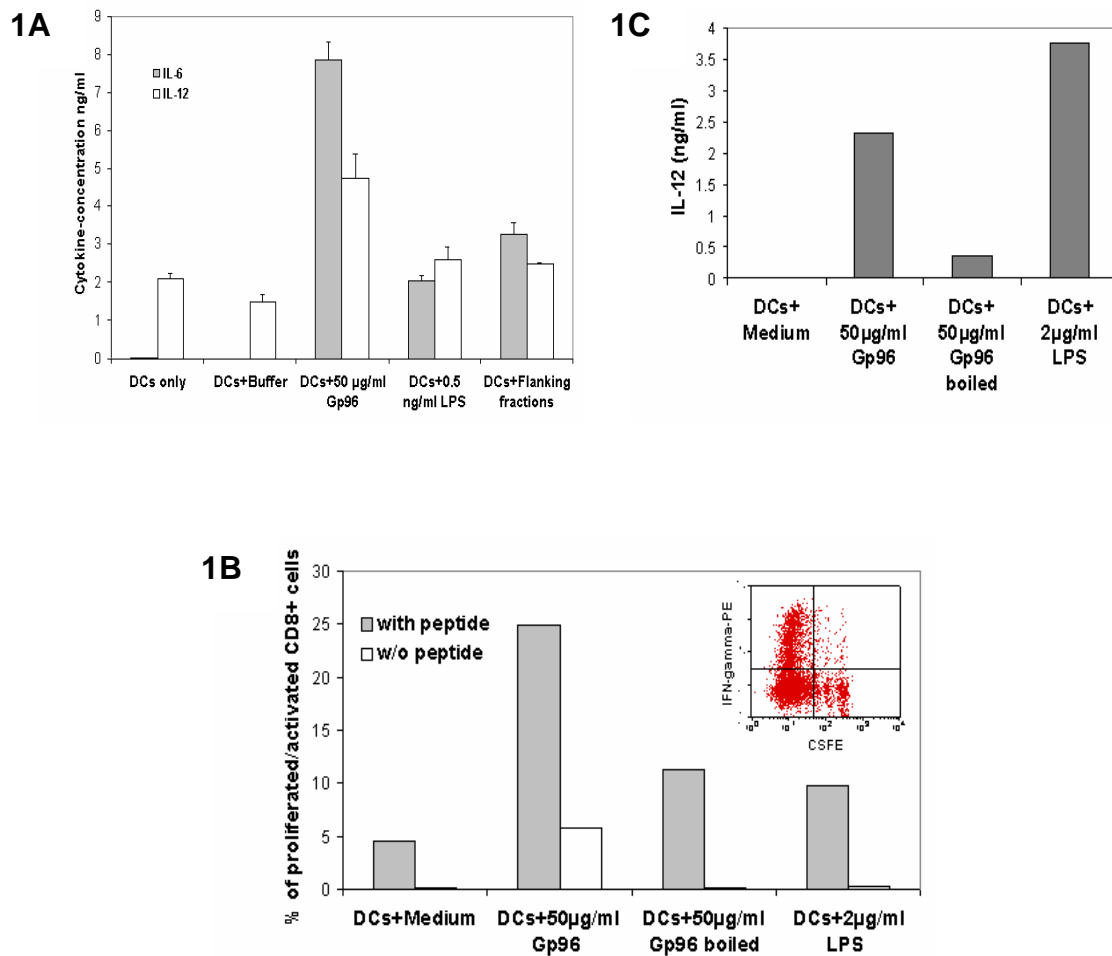 1A
9
8
7
6
5
4
3
2
1
0
Cytokine-concentration ng/ml
IL-6
IL-12
DCs only
DCs+Buffer
DCs+50 µg/ml
Gp96
DCs+0.5
ng/ml LPS
DCs+Flanking
fractions
1C
4
3.5
3
2.5
2
1.5
1
0.5
0
IL-12 (ng/ml)
DCs+
Medium
DCs+
50µg/ml
Gp96
DCs+
50µg/ml
Gp96
boiled
DCs+
2µg/ml
LPS
1B
30
25
20
15
10
5
0
% of proliferated/activated CD8+ cells
with peptide
w/o peptide
IFN-gamma-PE
10⁰ 10¹ 10² 10³ 10⁴
CSFE
DCs+Medium
DCs+50µg/ml
Gp96
DCs+50µg/ml
Gp96 boiled
DCs+2µg/ml
LPS